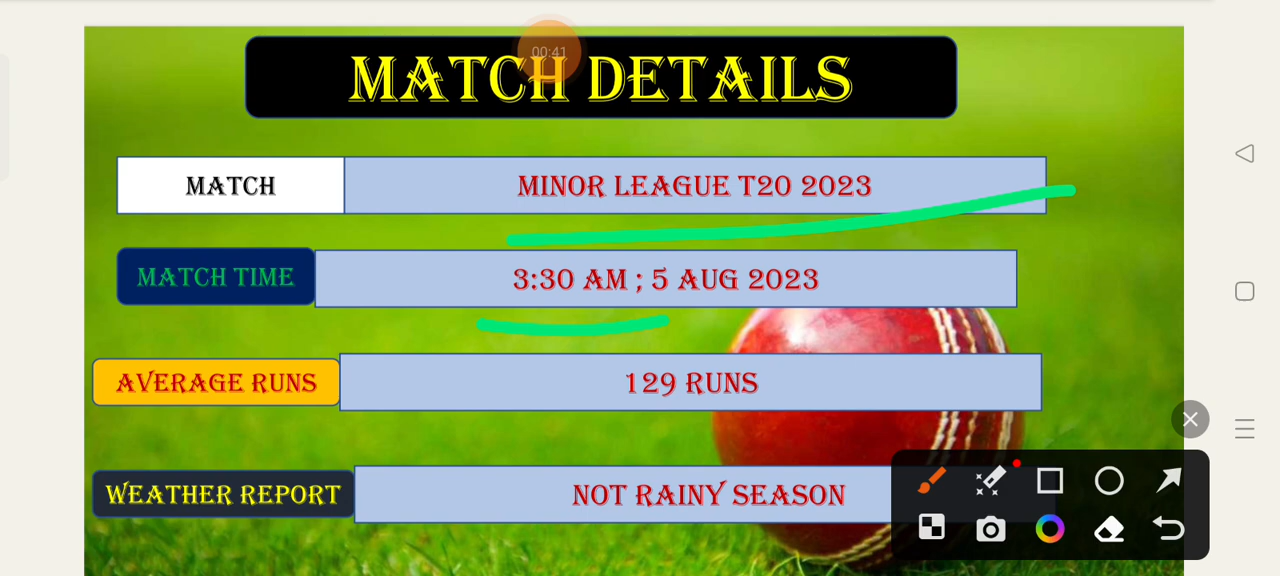 00:41
MATCH DETAILS
MATCH MINOR LEAGUE T20 2023
MATCH TIME 3:30 AM ; 5 AUG 2023
AVERAGE RUNS 129 RUNS
WEATHER REPORT NOT RAINY SEASON